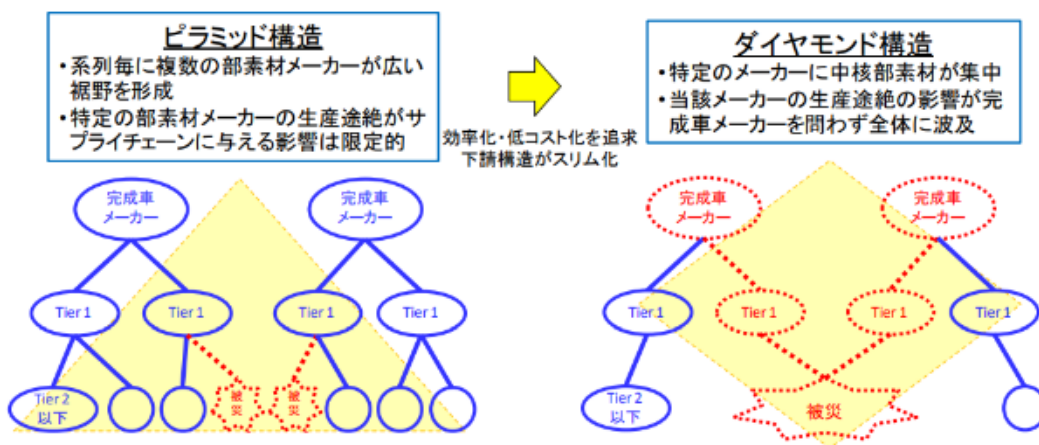 ピラミッド構造
・系列毎に複数の部素材メーカーが広い
裾野を形成
・特定の部素材メーカーの生産途絶がサ
プライチェーンに与える影響は限定的
効率化・低コスト化を追求
下請構造がスリム化
ダイヤモンド構造
・特定のメーカーに中核部素材が集中
・当該メーカーの生産途絶の影響が完
成車メーカーを問わず全体に波及
完成車
メーカー
完成車
メーカー
Tier 1
Tier 1
Tier 1
Tier 1
Tier 2
以下
被災
被災
完成車
メーカー
完成車
メーカー
Tier 1
Tier 1
Tier 1
Tier 1
Tier 2
以下
被災